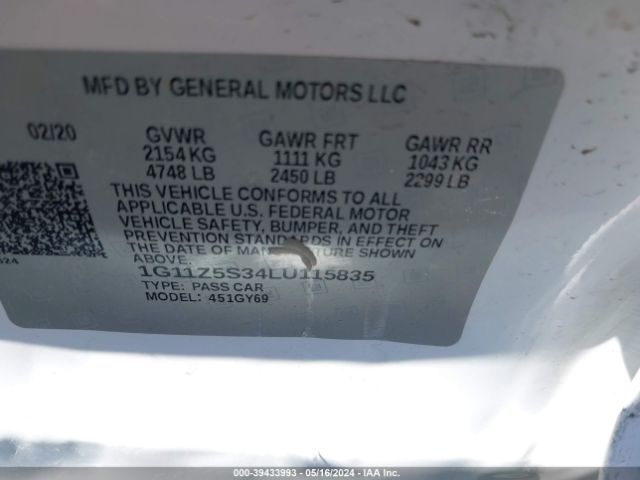 MFD BY GENERAL MOTORS LLC
02/20 GVWR GAWR FRT GAWR RR
2154 KG 1111 KG 1043 KG
4748 LB 2450 LB 2299 LB
THIS VEHICLE CONFORMS TO ALL
APPLICABLE U.S. FEDERAL MOTOR
VEHICLE SAFETY, BUMPER, AND THEFT
PREVENTION STANDARDS IN EFFECT ON
THE DATE OF SHOWN
ABOVE.
1G11Z5S34LU115835
TYPE: PASS CAR
MODEL: 451GY69
000-39433993 - 05/16/2024 - IAA Inc.